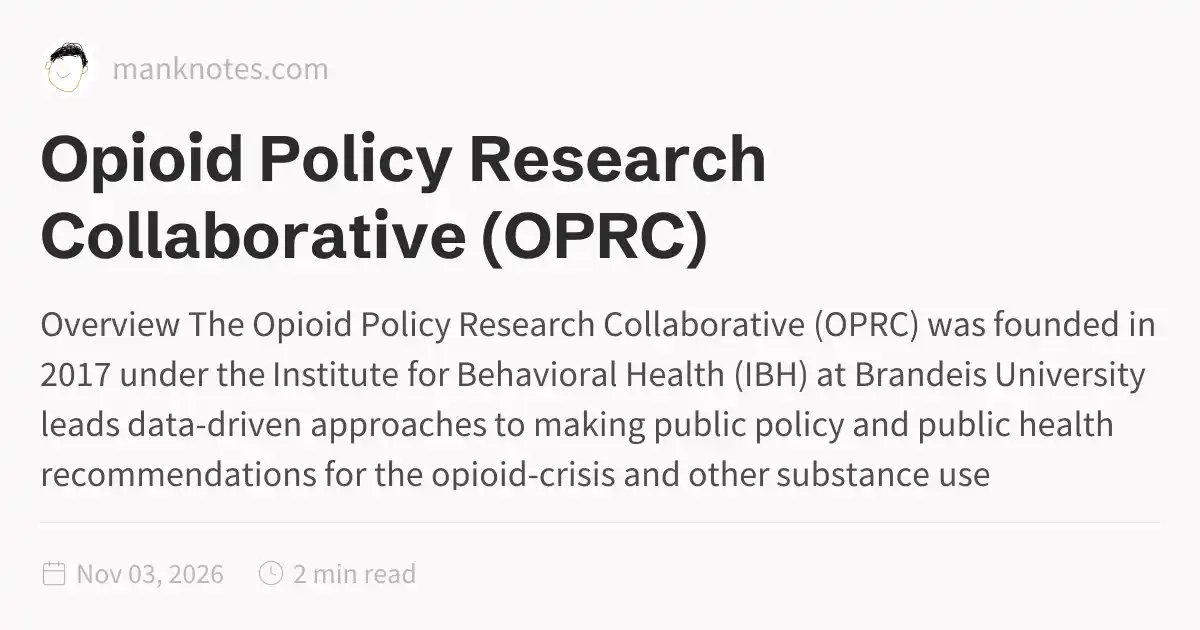 manknotes.com
Opioid Policy Research
Collaborative (OPRC)
Overview The Opioid Policy Research Collaborative (OPRC) was founded in
2017 under the Institute for Behavioral Health (IBH) at Brandeis University
leads data-driven approaches to making public policy and public health
recommendations for the opioid-crisis and other substance use
Nov 03, 2026 2 min read